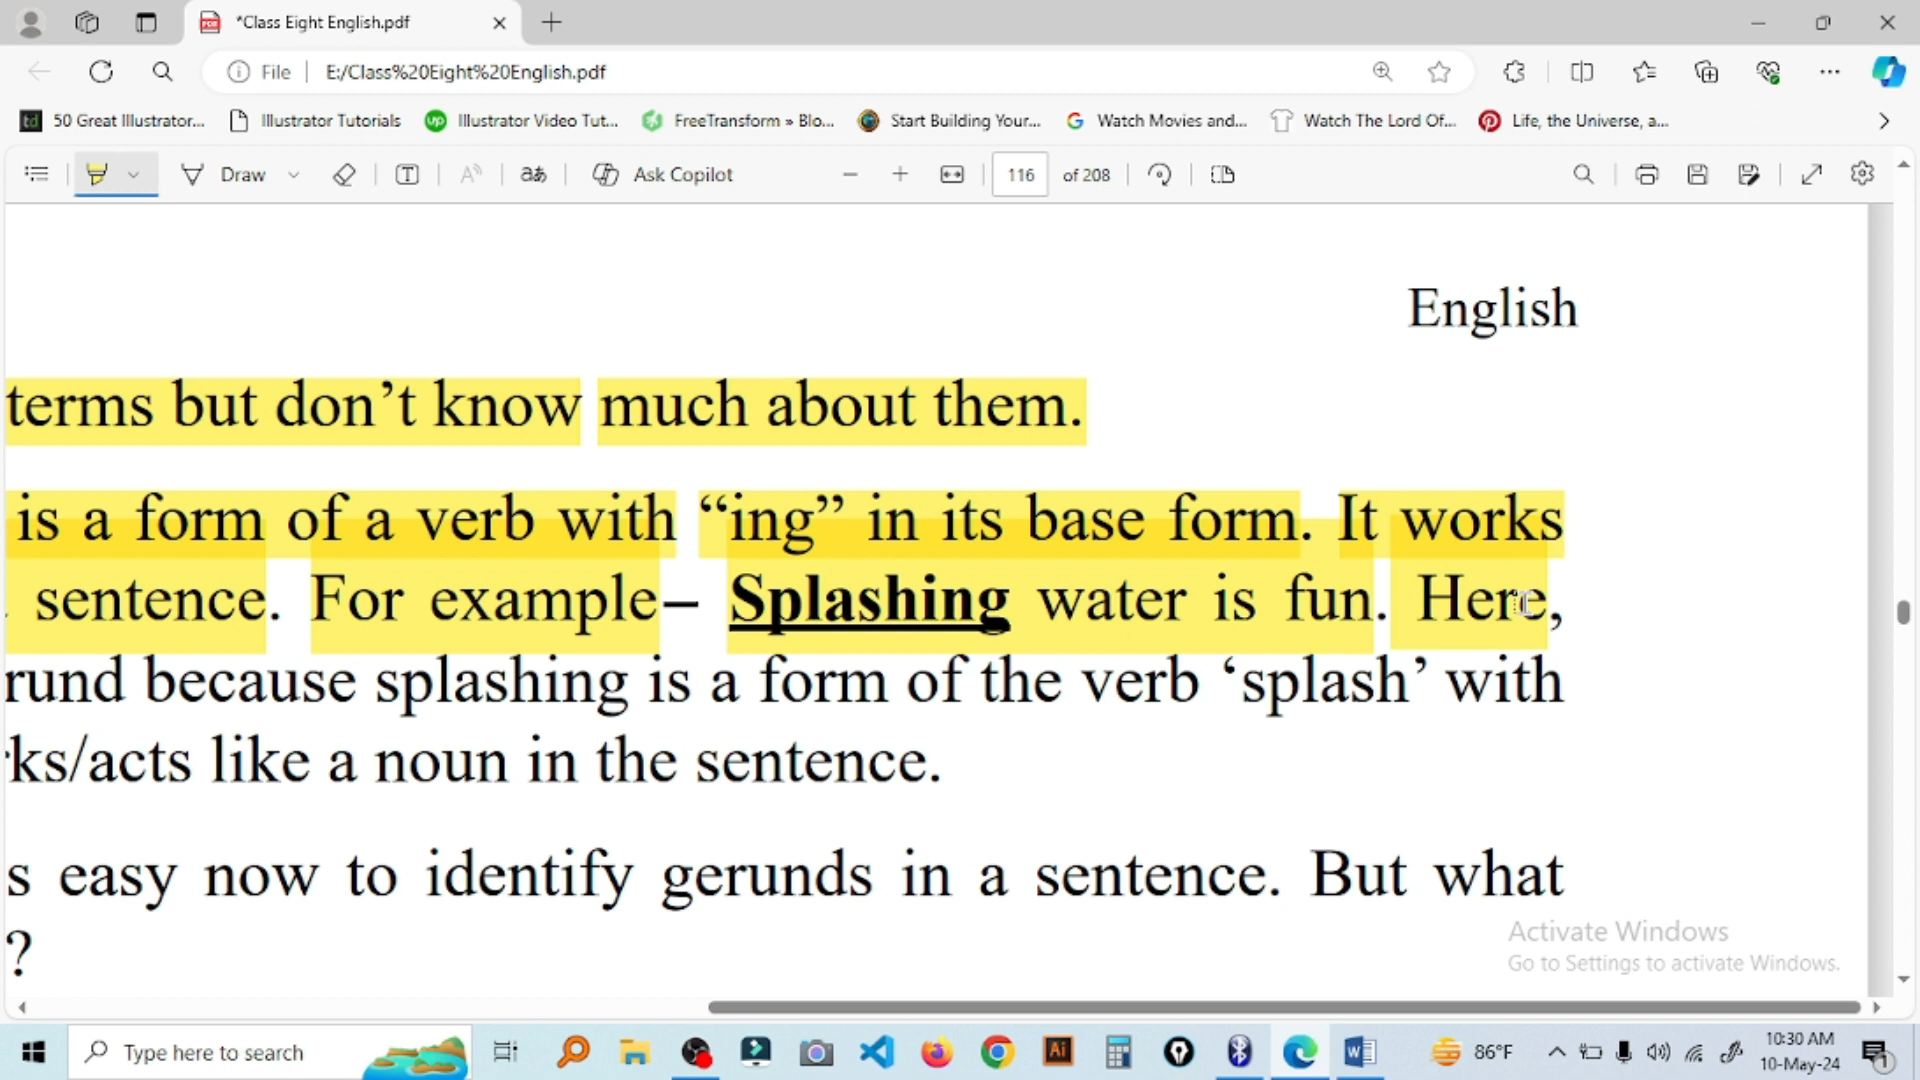 *Class Eight English.pdf
File
E:/Class%20Eight%20English.pdf
50 Great Illustrator...
Illustrator Tutorials
Illustrator Video Tut...
FreeTransform » Blo...
Start Building Your...
Watch Movies and...
Watch The Lord Of...
Life, the Universe, a...
Draw
Ask Copilot
116 of 208
English
terms but don’t know much about them.
is a form of a verb with “ing” in its base form. It works
sentence. For example– Splashing water is fun. Here,
rund because splashing is a form of the verb ‘splash’ with
ks/acts like a noun in the sentence.
s easy now to identify gerunds in a sentence. But what
?
Activate Windows
Go to Settings to activate Windows.
Type here to search
86°F
10:30 AM
10-May-24